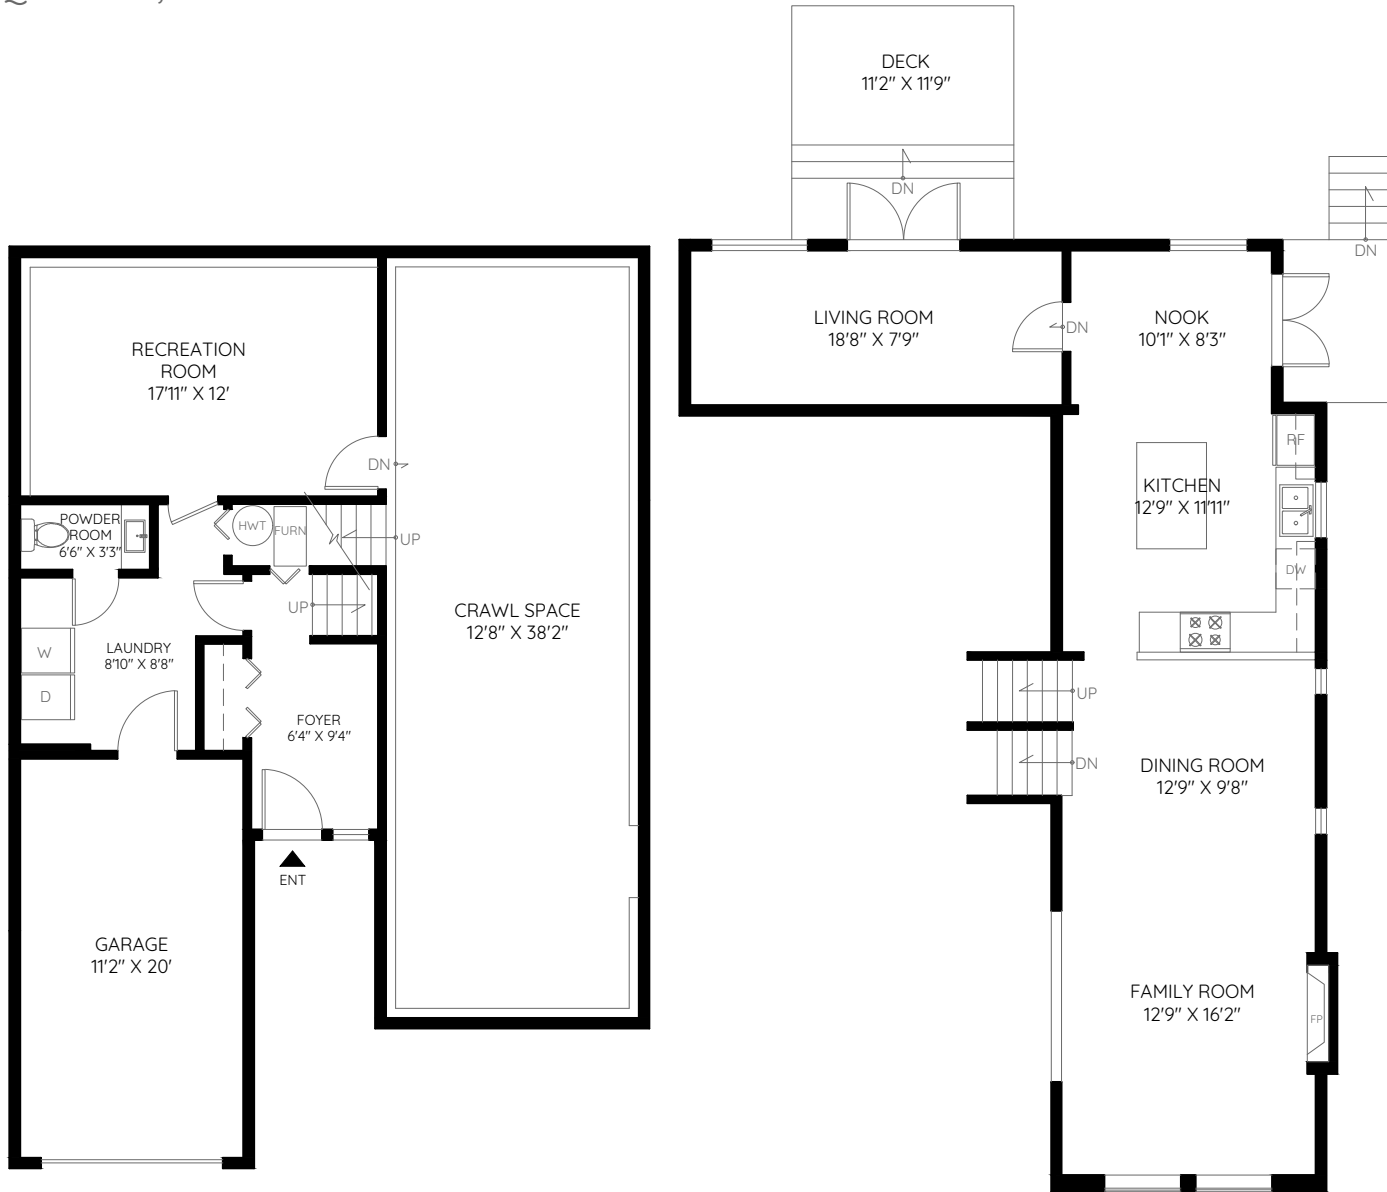 DECK
11'2" X 11'9"
DN
DN
RECREATION
ROOM
17'11" X 12'
DN
LIVING ROOM
18'8" X 7'9"
DN
NOOK
10'1" X 8'3"
RF
KITCHEN
12'9" X 11'11"
DW
POWDER
ROOM
6'6" X 3'3"
HWT
FURN
UP
UP
CRAWL SPACE
12'8" X 38'2"
LAUNDRY
8'10" X 8'8"
W
D
FOYER
6'4" X 9'4"
ENT
UP
DN
DINING ROOM
12'9" X 9'8"
GARAGE
11'2" X 20'
FAMILY ROOM
12'9" X 16'2"
FP